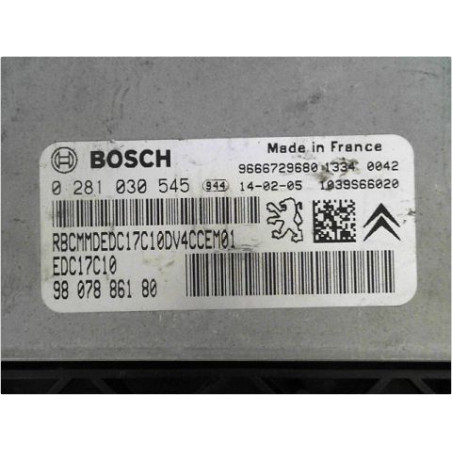 BOSCH
Made in France
9666729680 1334 0042
0 281 030 545 944 14-02-05 1039S66020
RBCMMDEDC17C10DV4CCEM01
EDC17C10
98 078 861 80